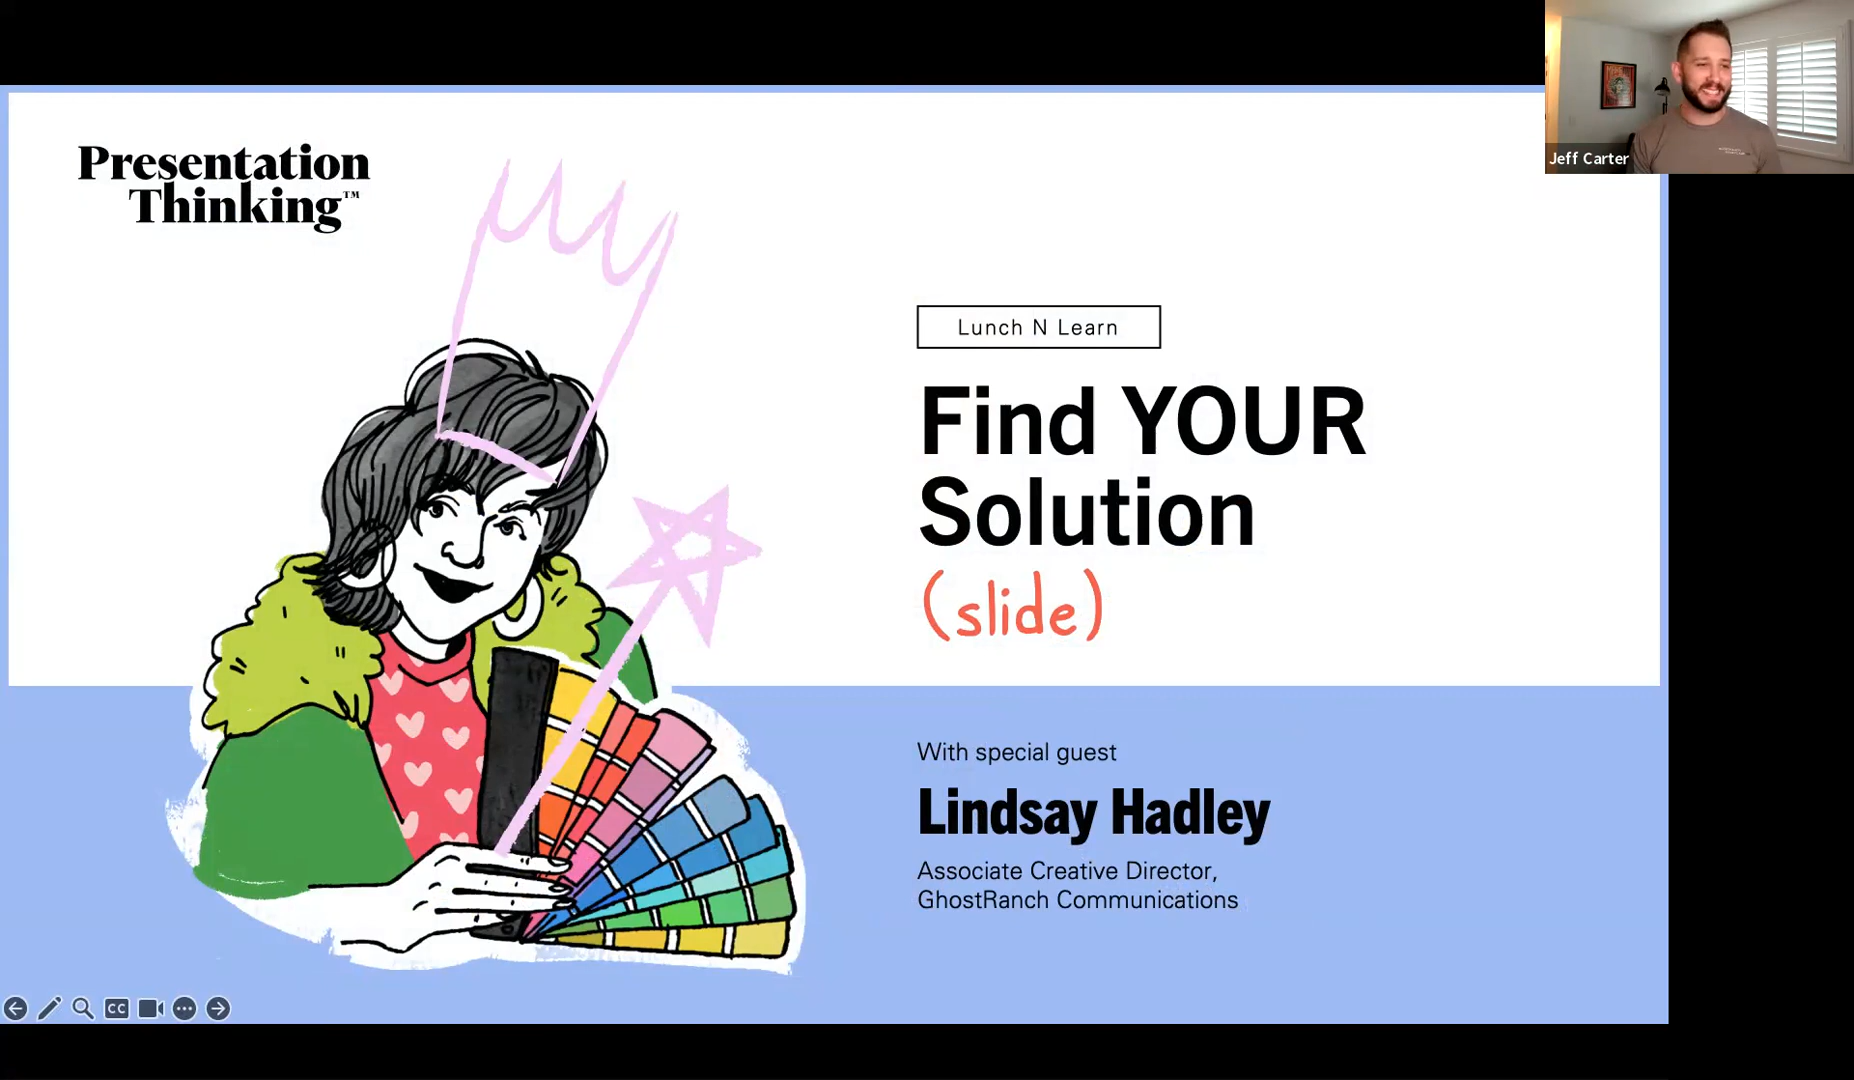 Presentation
Thinking™
Lunch N Learn
Find YOUR
Solution
(slide)
With special guest
Lindsay Hadley
Associate Creative Director,
GhostRanch Communications
Jeff Carter
CC